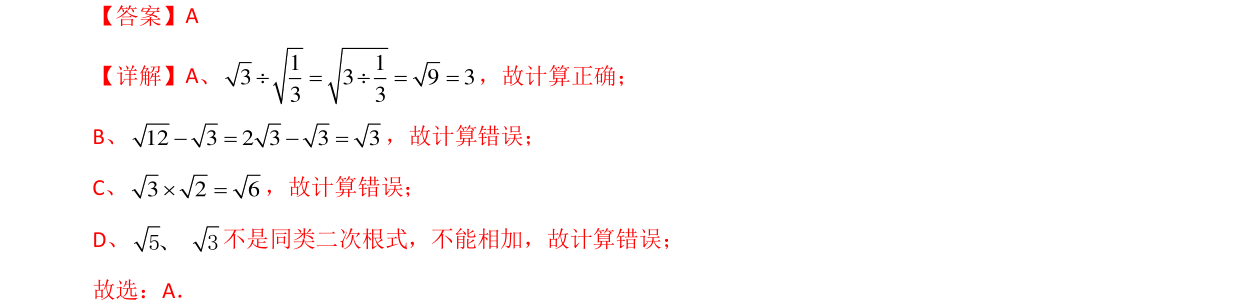 【答案】A
【详解】A、√3÷√(1/3)=√(3÷1/3)=√9=3，故计算正确；
B、√12−√3=2√3−√3=√3，故计算错误；
C、√3×√2=√6，故计算错误；
D、√5、√3不是同类二次根式，不能相加，故计算错误；
故选：A．